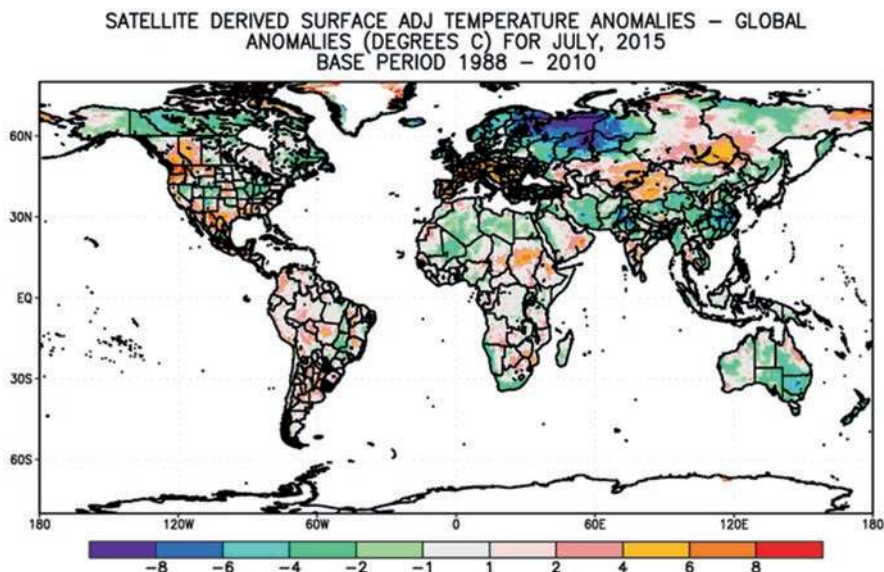 SATELLITE DERIVED SURFACE ADJ TEMPERATURE ANOMALIES – GLOBAL
ANOMALIES (DEGREES C) FOR JULY, 2015
BASE PERIOD 1988 – 2010
60N
30N
EQ
30S
60S
180 120W 60W 0 60E 120E 180
-8 -6 -4 -2 -1 1 2 4 6 8